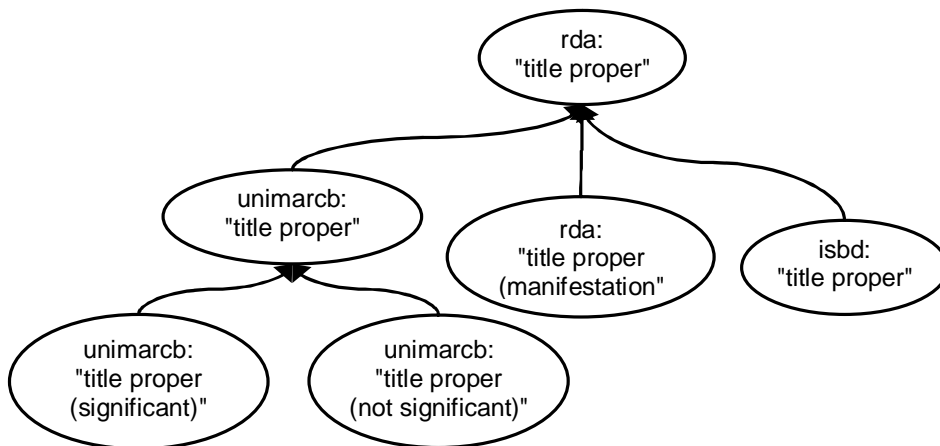 rda:
"title proper"
unimarcb:
"title proper"
rda:
"title proper
(manifestation"
isbd:
"title proper"
unimarcb:
"title proper
(significant)"
unimarcb:
"title proper
(not significant)"